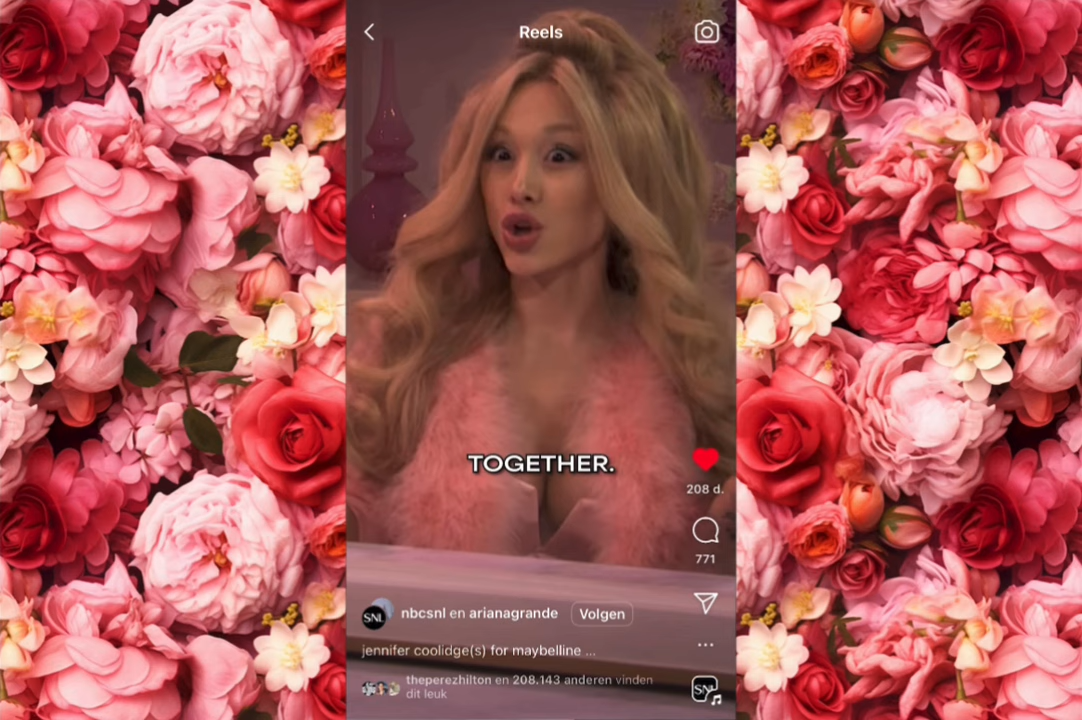 Reels
TOGETHER.
208 d.
771
SNL
nbcsnl en arianagrande Volgen
jennifer coolidge(s) for maybelline ...
theperezhilton en 208.143 anderen vinden
dit leuk
SNL